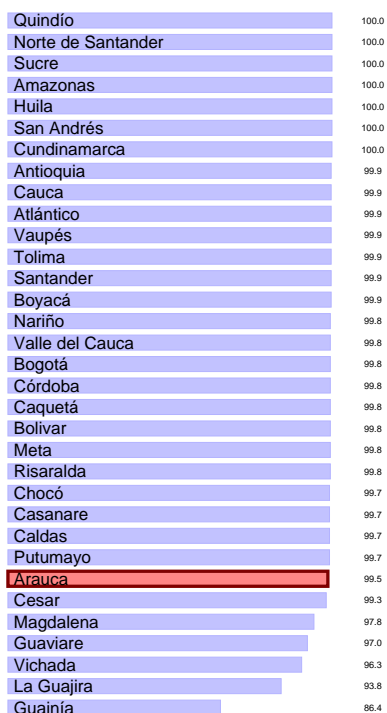 Quindío 100.0
Norte de Santander 100.0
Sucre 100.0
Amazonas 100.0
Huila 100.0
San Andrés 100.0
Cundinamarca 100.0
Antioquia 99.9
Cauca 99.9
Atlántico 99.9
Vaupés 99.9
Tolima 99.9
Santander 99.9
Boyacá 99.9
Nariño 99.8
Valle del Cauca 99.8
Bogotá 99.8
Córdoba 99.8
Caquetá 99.8
Bolivar 99.8
Meta 99.8
Risaralda 99.8
Chocó 99.7
Casanare 99.7
Caldas 99.7
Putumayo 99.7
Arauca 99.5
Cesar 99.3
Magdalena 97.8
Guaviare 97.0
Vichada 96.3
La Guajira 93.8
Guainía 86.4